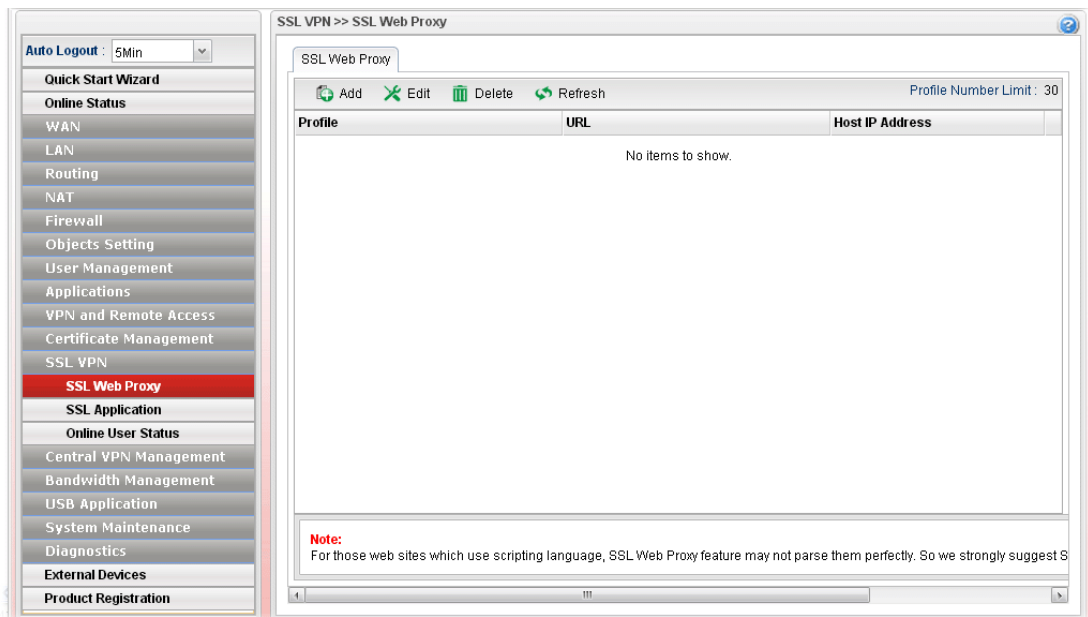 SSL VPN >> SSL Web Proxy
Auto Logout : 5Min
Quick Start Wizard
Online Status
WAN
LAN
Routing
NAT
Firewall
Objects Setting
User Management
Applications
VPN and Remote Access
Certificate Management
SSL VPN
SSL Web Proxy
SSL Application
Online User Status
Central VPN Management
Bandwidth Management
USB Application
System Maintenance
Diagnostics
External Devices
Product Registration
SSL Web Proxy
Add Edit Delete Refresh Profile Number Limit : 30
Profile URL Host IP Address
No items to show.
Note:
For those web sites which use scripting language, SSL Web Proxy feature may not parse them perfectly. So we strongly suggest S